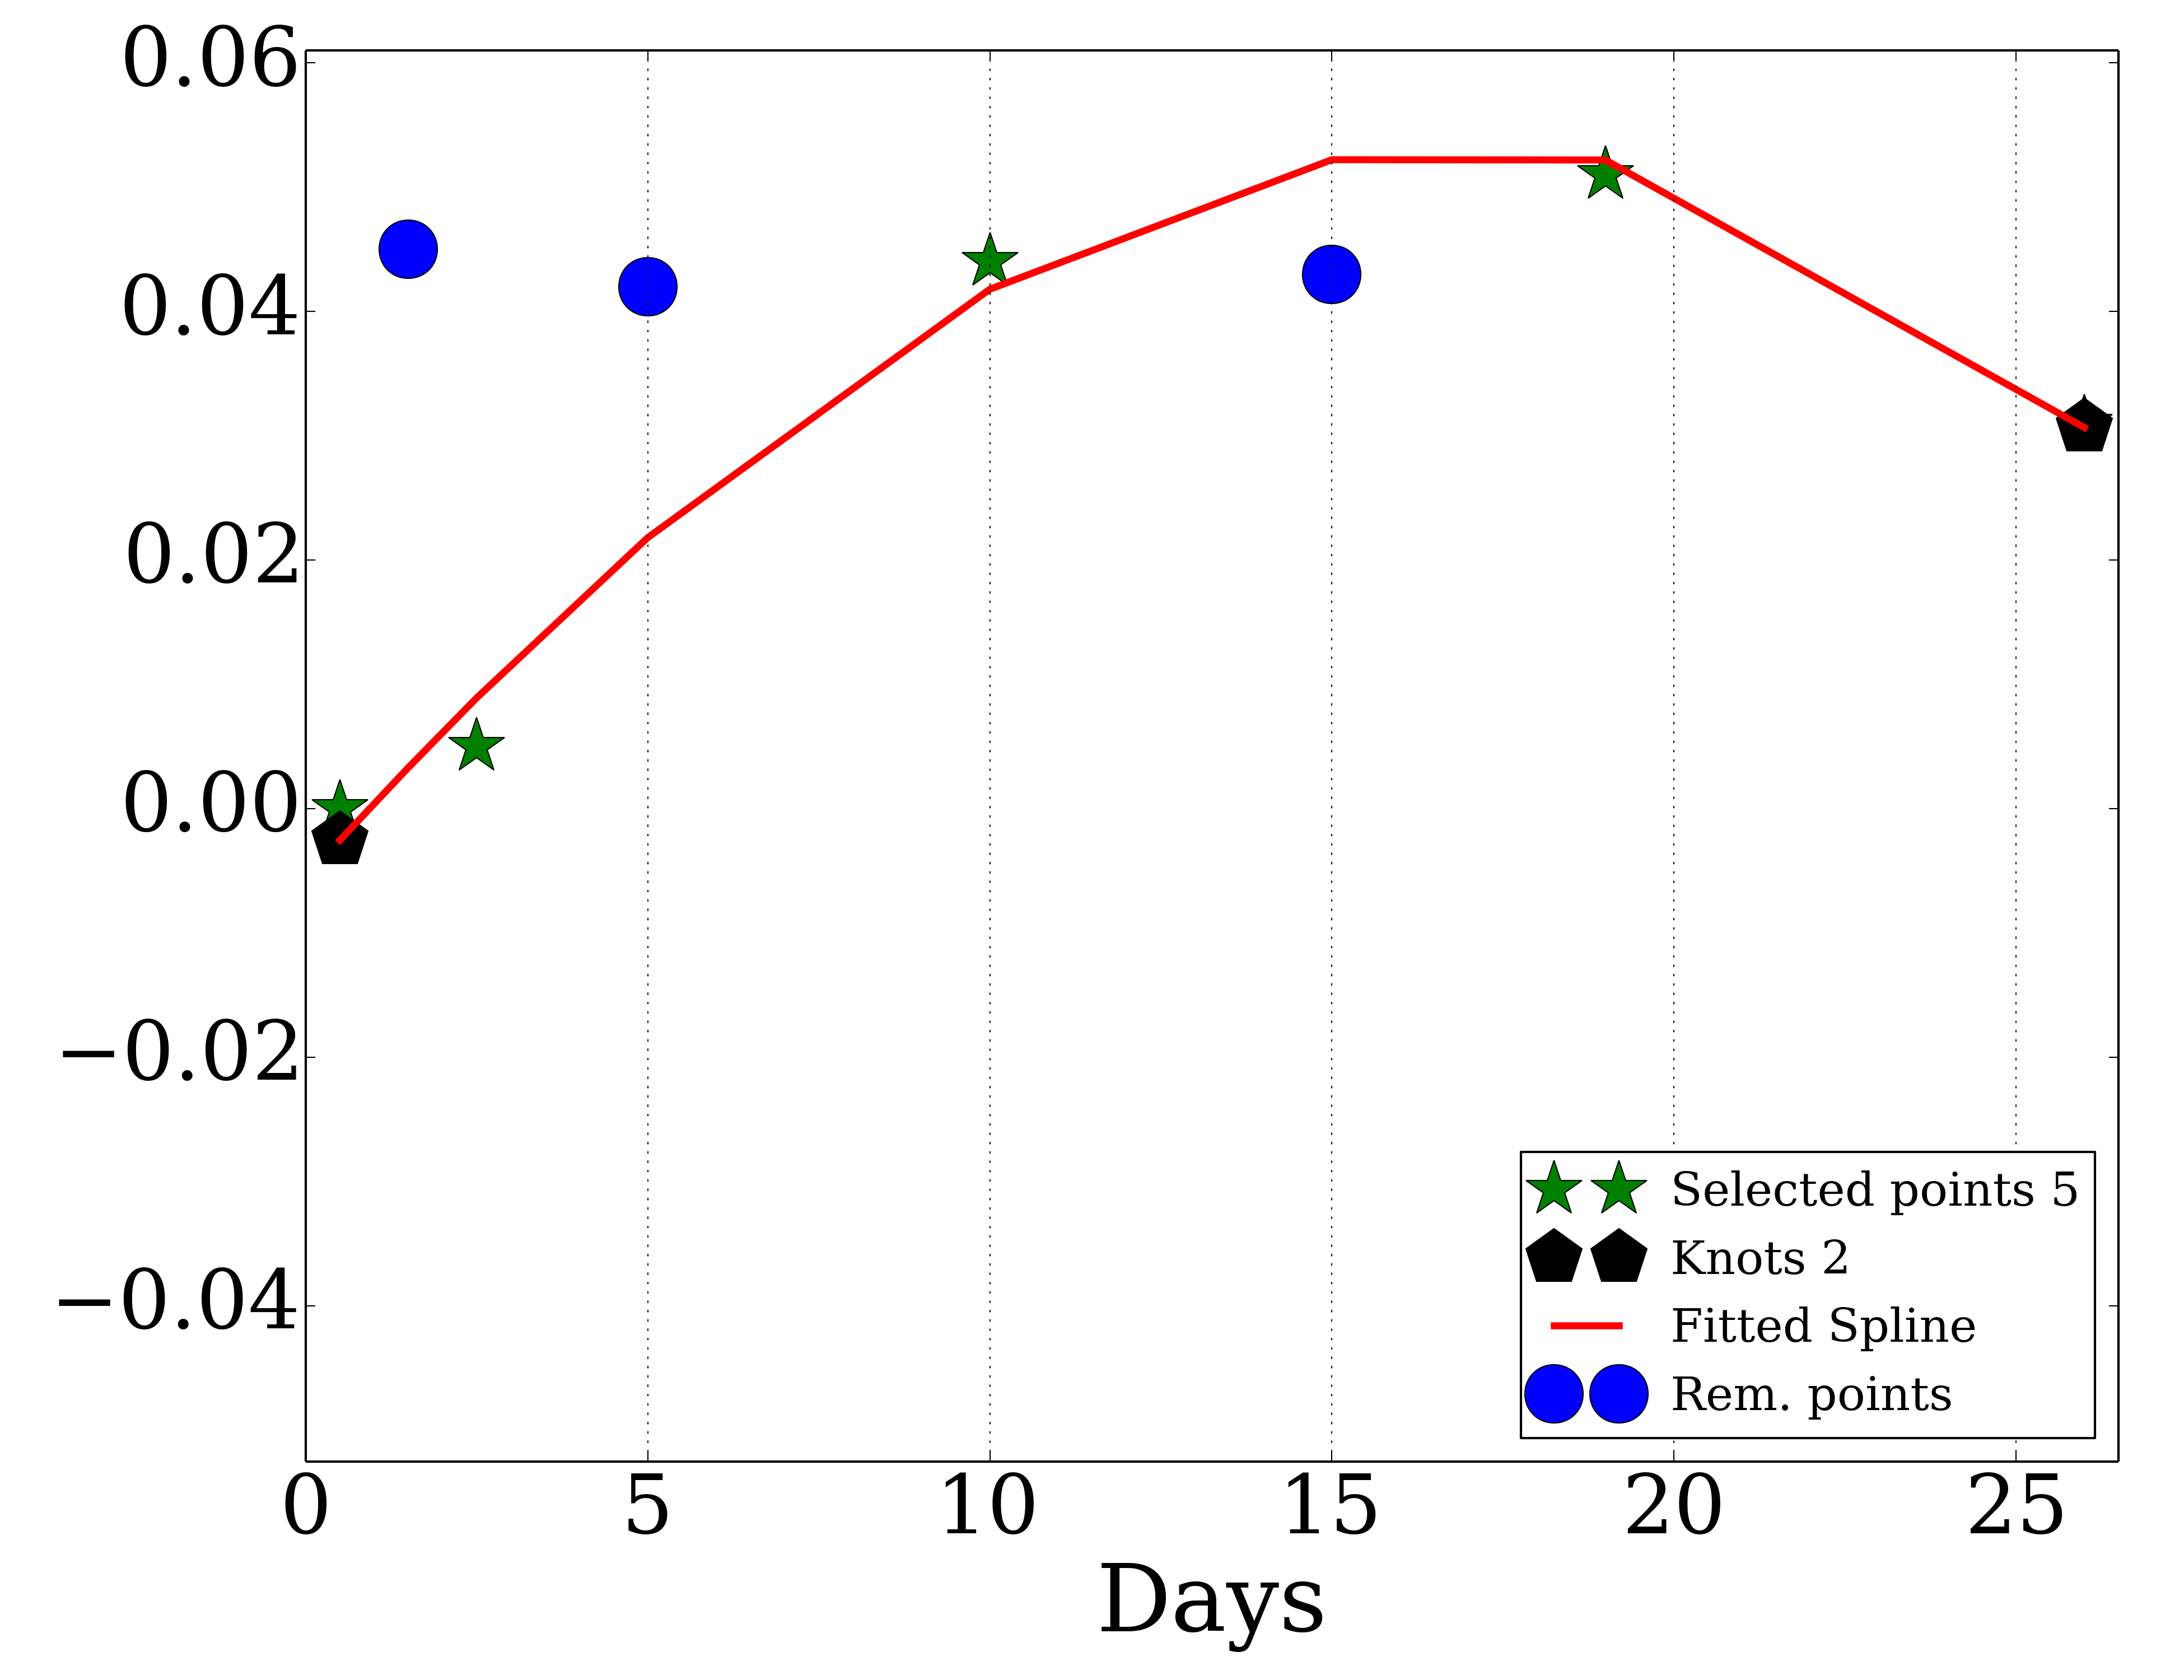 0.06
0.04
0.02
0.00
−0.02
−0.04
Selected points 5
Knots 2
Fitted Spline
Rem. points
0 5 10 15 20 25
Days